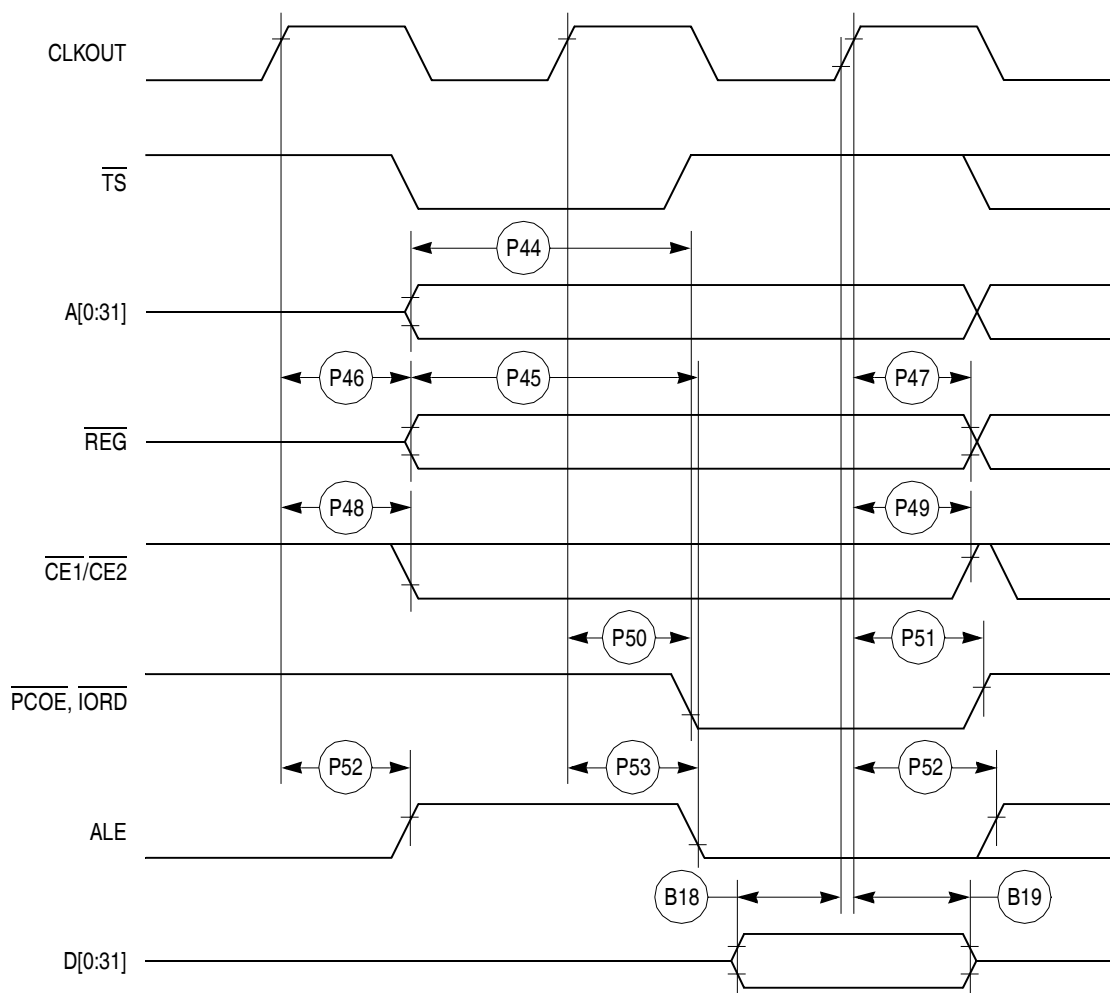 CLKOUT
TS
P44
A[0:31]
P46 P45 P47
REG
P48 P49
CE1/CE2
P50 P51
PCOE, IORD
P52 P53 P52
ALE
B18 B19
D[0:31]